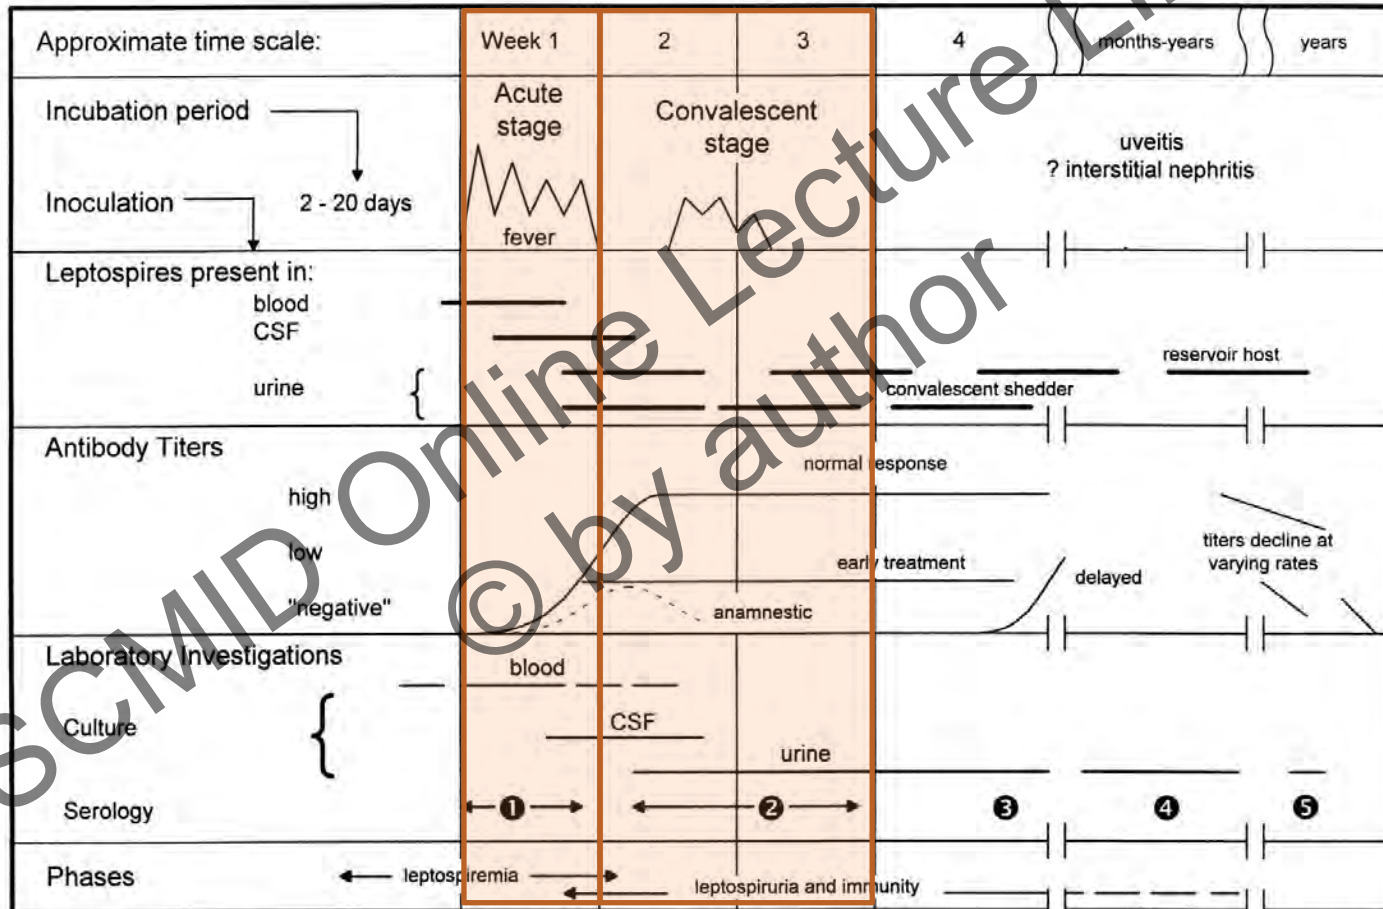 Approximate time scale: Week 1 2 3 4 months-years years
Incubation period
Acute stage
Convalescent stage
uveitis
? interstitial nephritis
Inoculation 2 - 20 days
fever
Leptospires present in:
blood
CSF
reservoir host
urine {
convalescent shedder
Antibody Titers
normal response
high
low
titers decline at varying rates
early treatment
delayed
"negative"
anamnestic
Laboratory Investigations
blood
Culture {
CSF
urine
Serology ❶ ❷ ❸ ❹ ❺
Phases leptospiremia
leptospiruria and immunity
SCMID Online Lecture Li
© by author